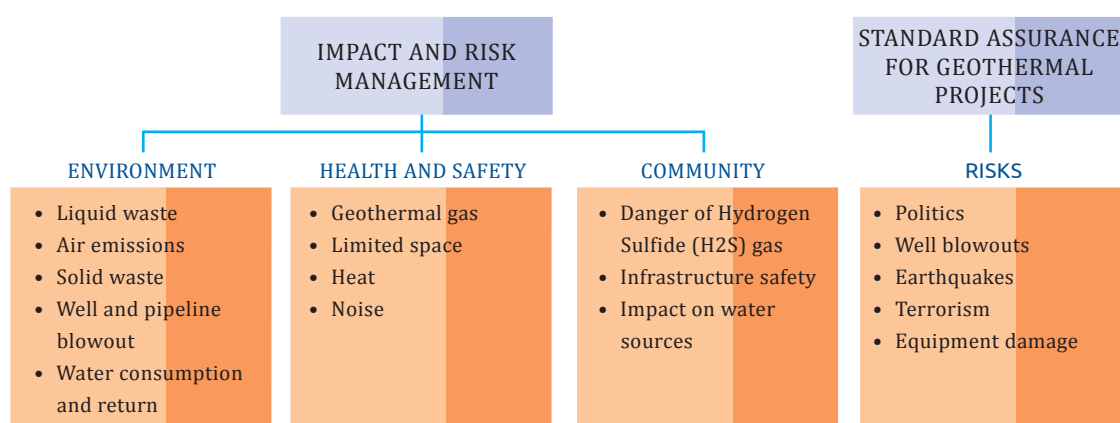 IMPACT AND RISK
MANAGEMENT
STANDARD ASSURANCE
FOR GEOTHERMAL
PROJECTS
ENVIRONMENT
• Liquid waste
• Air emissions
• Solid waste
• Well and pipeline
blowout
• Water consumption
and return
HEALTH AND SAFETY
• Geothermal gas
• Limited space
• Heat
• Noise
COMMUNITY
• Danger of Hydrogen
Sulfide (H2S) gas
• Infrastructure safety
• Impact on water
sources
RISKS
• Politics
• Well blowouts
• Earthquakes
• Terrorism
• Equipment damage